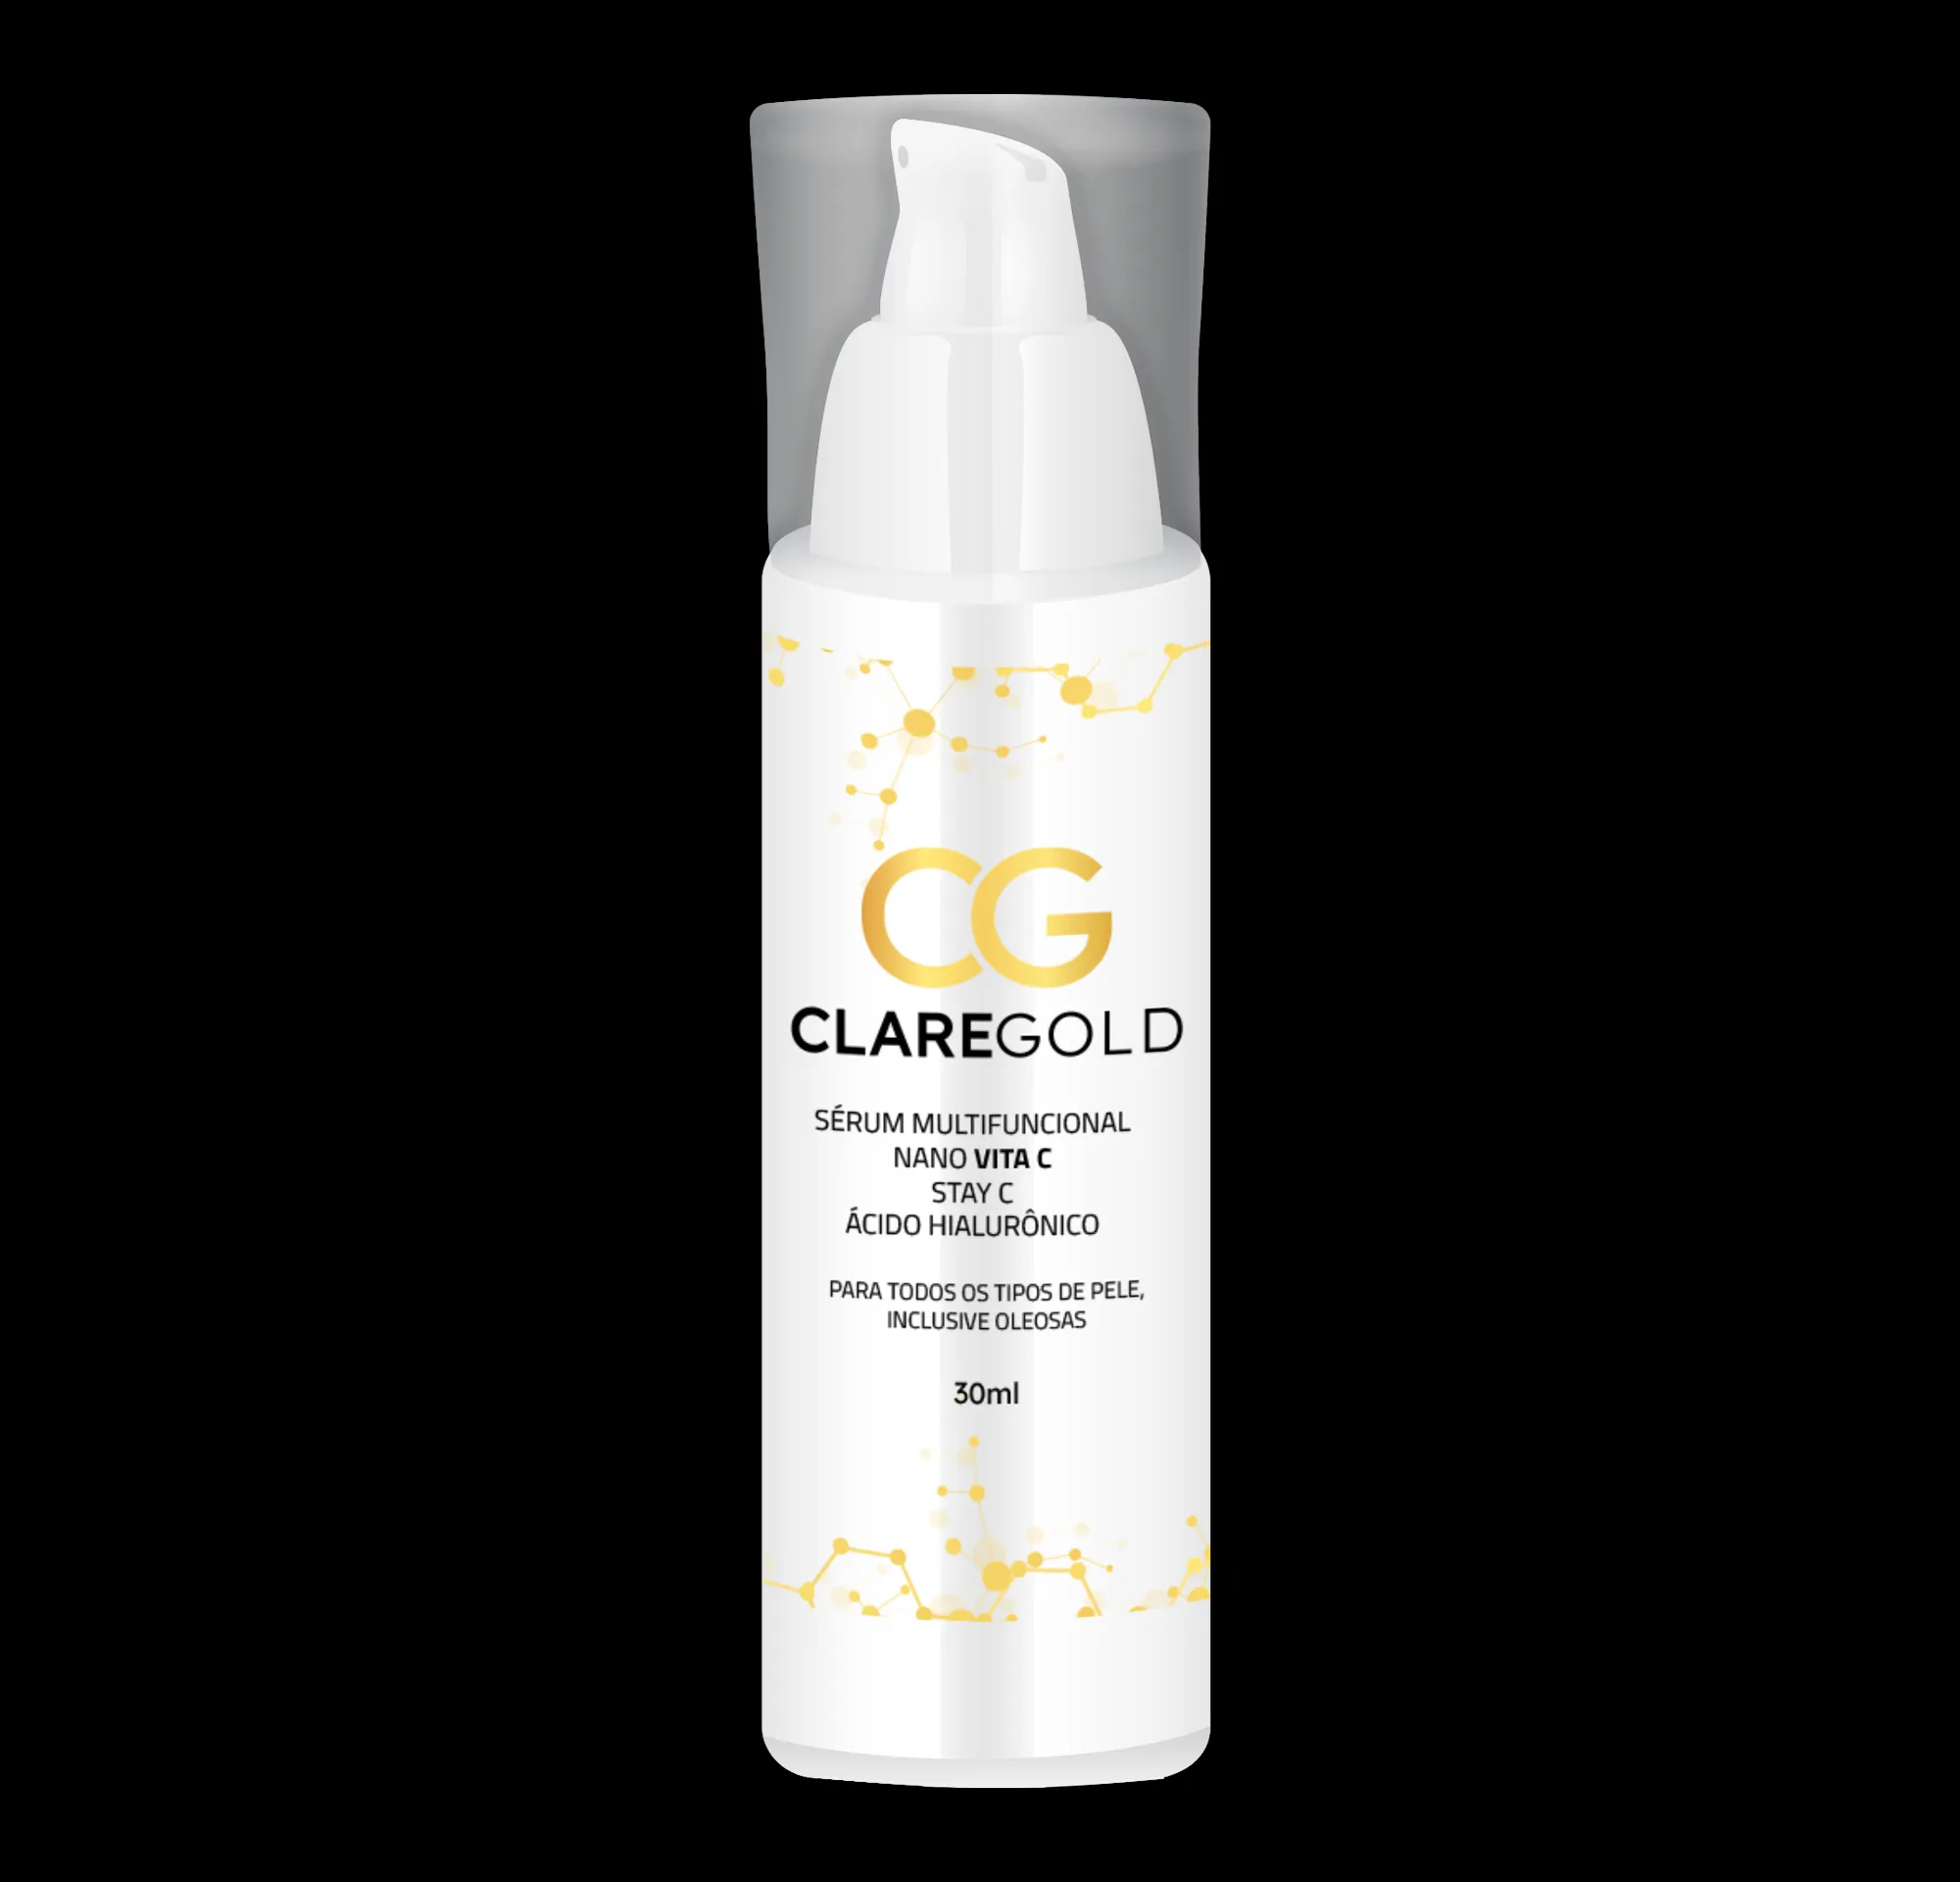 CG
CLAREGOLD
SÉRUM MULTIFUNCIONAL
NANO VITA C
STAY C
ÁCIDO HIALURÔNICO
PARA TODOS OS TIPOS DE PELE,
INCLUSIVE OLEOSAS
30ml